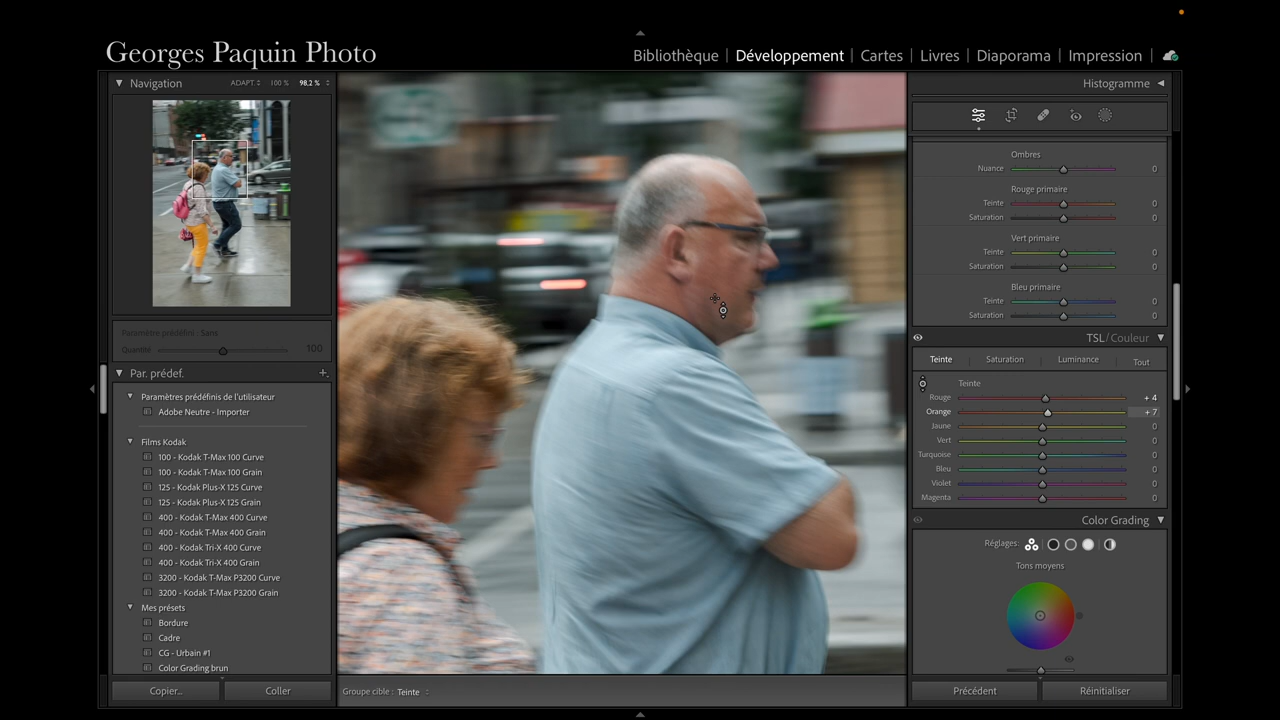 Georges Paquin Photo
Bibliothèque | Développement | Cartes | Livres | Diaporama | Impression |
Navigation ADAPT. 100 % 98.2 %
Paramètre prédéfini : Sans
Quantité 100
Par. prédéf. +
Paramètres prédéfinis de l'utilisateur
Adobe Neutre - Importer
Films Kodak
100 - Kodak T-Max 100 Curve
100 - Kodak T-Max 100 Grain
125 - Kodak Plus-X 125 Curve
125 - Kodak Plus-X 125 Grain
400 - Kodak T-Max 400 Curve
400 - Kodak T-Max 400 Grain
400 - Kodak Tri-X 400 Curve
400 - Kodak Tri-X 400 Grain
3200 - Kodak T-Max P3200 Curve
3200 - Kodak T-Max P3200 Grain
Mes présets
Bordure
Cadre
CG - Urbain #1
Color Grading brun
Copier... Coller
Groupe cible : Teinte
Histogramme
Ombres
Nuance 0
Rouge primaire
Teinte 0
Saturation 0
Vert primaire
Teinte 0
Saturation 0
Bleu primaire
Teinte 0
Saturation 0
TSL / Couleur
Teinte Saturation Luminance Tout
Teinte
Rouge + 4
Orange + 7
Jaune 0
Vert 0
Turquoise 0
Bleu 0
Violet 0
Magenta 0
Color Grading
Réglages:
Tons moyens
Précédent Réinitialiser